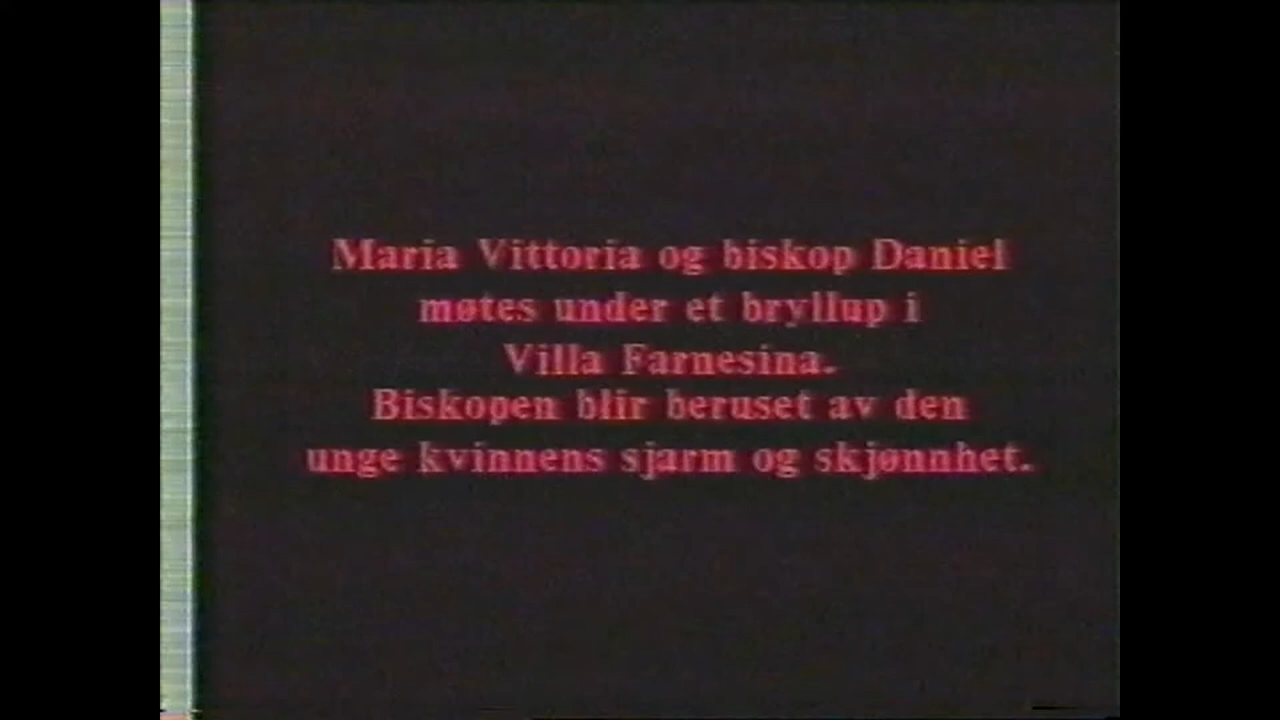 Maria Vittoria og biskop Daniel
møtes under et bryllup i
Villa Farnesina.
Biskopen blir beruset av den
unge kvinnens sjarm og skjønnhet.